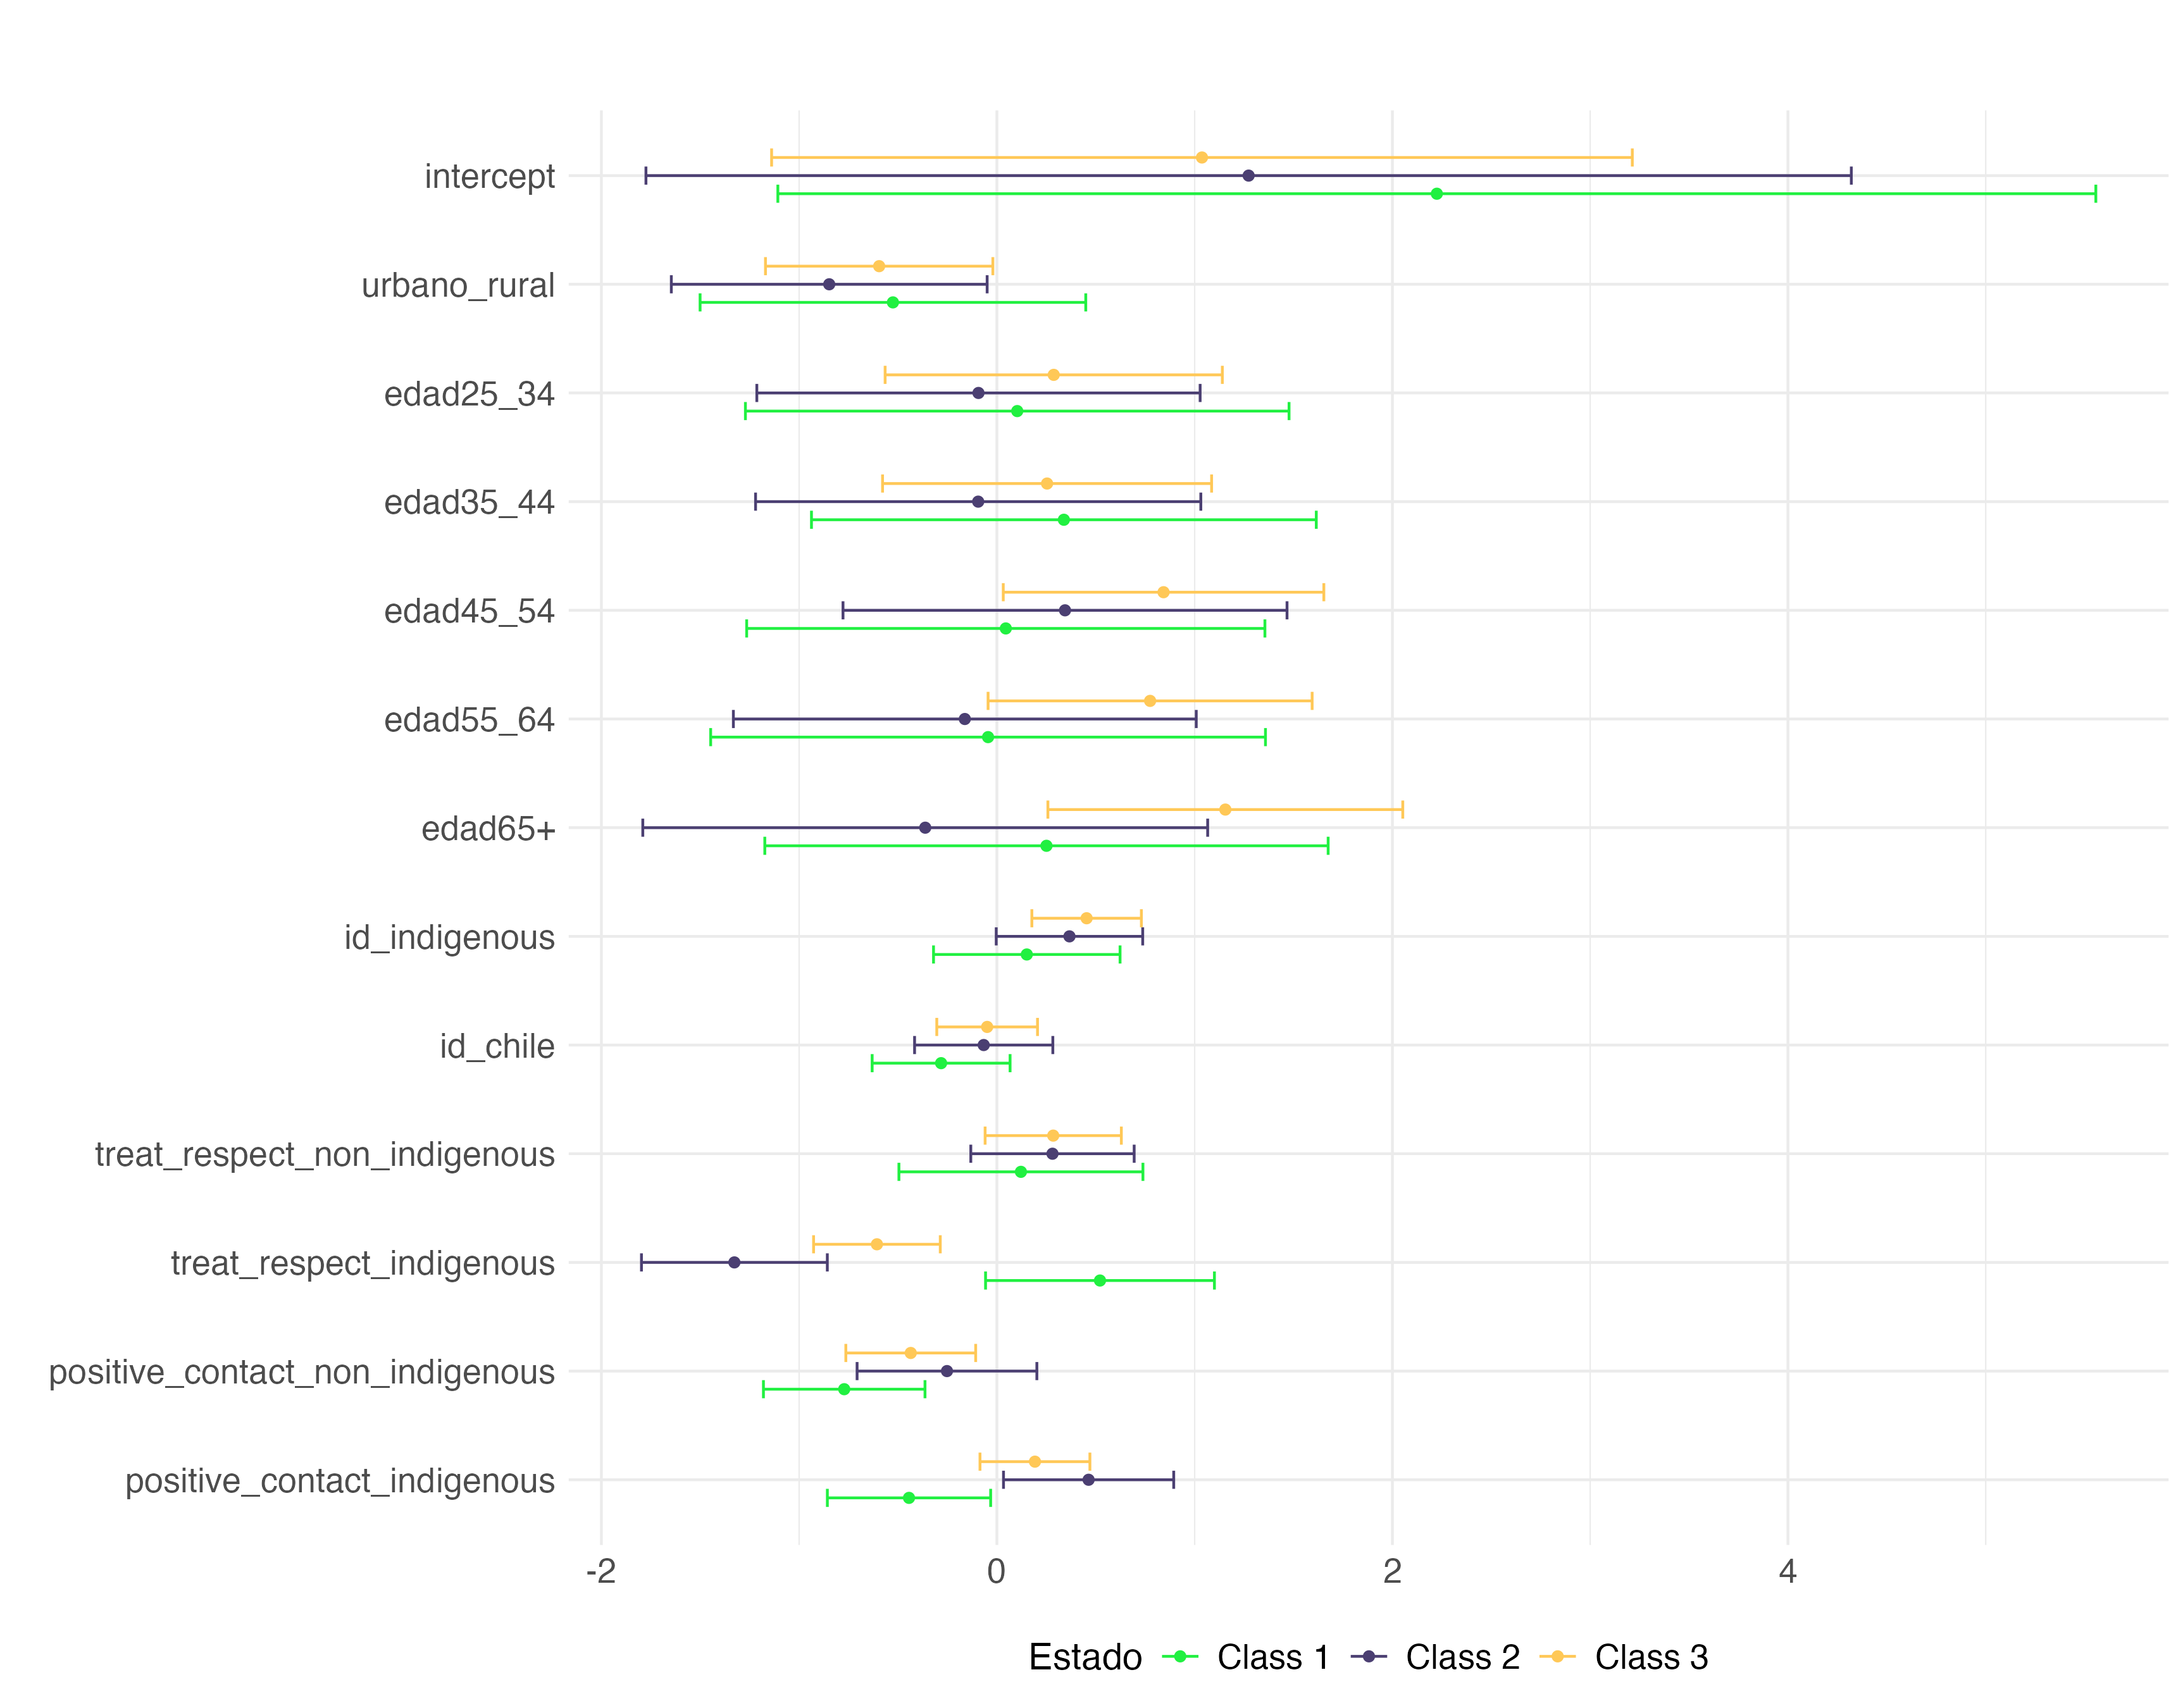 intercept
urbano_rural
edad25_34
edad35_44
edad45_54
edad55_64
edad65+
id_indigenous
id_chile
treat_respect_non_indigenous
treat_respect_indigenous
positive_contact_non_indigenous
positive_contact_indigenous
-2 0 2 4
Estado Class 1 Class 2 Class 3